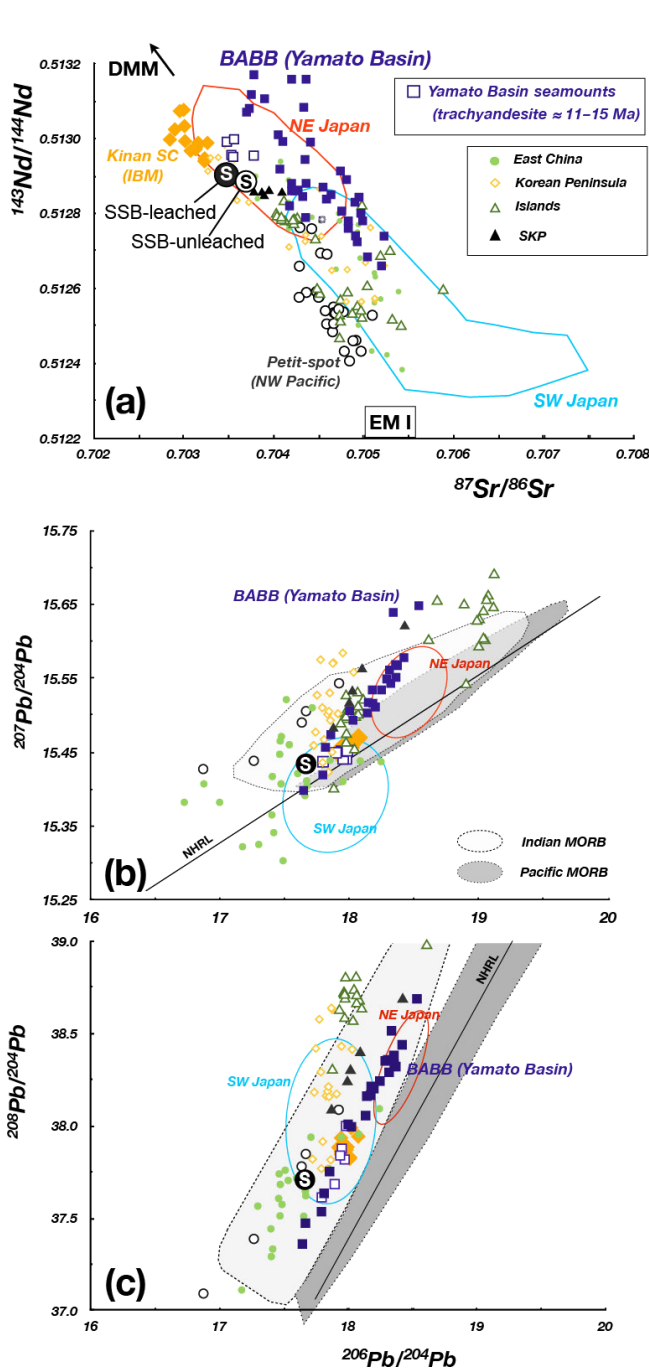 BABB (Yamato Basin)
0.5132
DMM
Yamato Basin seamounts
(trachyandesite ≈ 11–15 Ma)
NE Japan
0.5130
Kinan SC
(IBM)
East China
Korean Peninsula
Islands
SKP
S
S
SSB-leached
SSB-unleached
0.5128
143Nd/144Nd
0.5126
Petit-spot
(NW Pacific)
0.5124
SW Japan
(a)
EM I
0.5122
0.702
0.703
0.704
0.705
0.706
0.707
0.708
87Sr/86Sr
15.75
BABB (Yamato Basin)
15.65
NE Japan
15.55
207Pb/204Pb
15.45
S
15.35
SW Japan
NHRL
Indian MORB
Pacific MORB
(b)
15.25
16
17
18
19
20
39.0
NHRL
38.5
NE Japan
SW Japan
BABB (Yamato Basin)
208Pb/204Pb
38.0
S
37.5
(c)
37.0
16
17
18
19
20
206Pb/204Pb